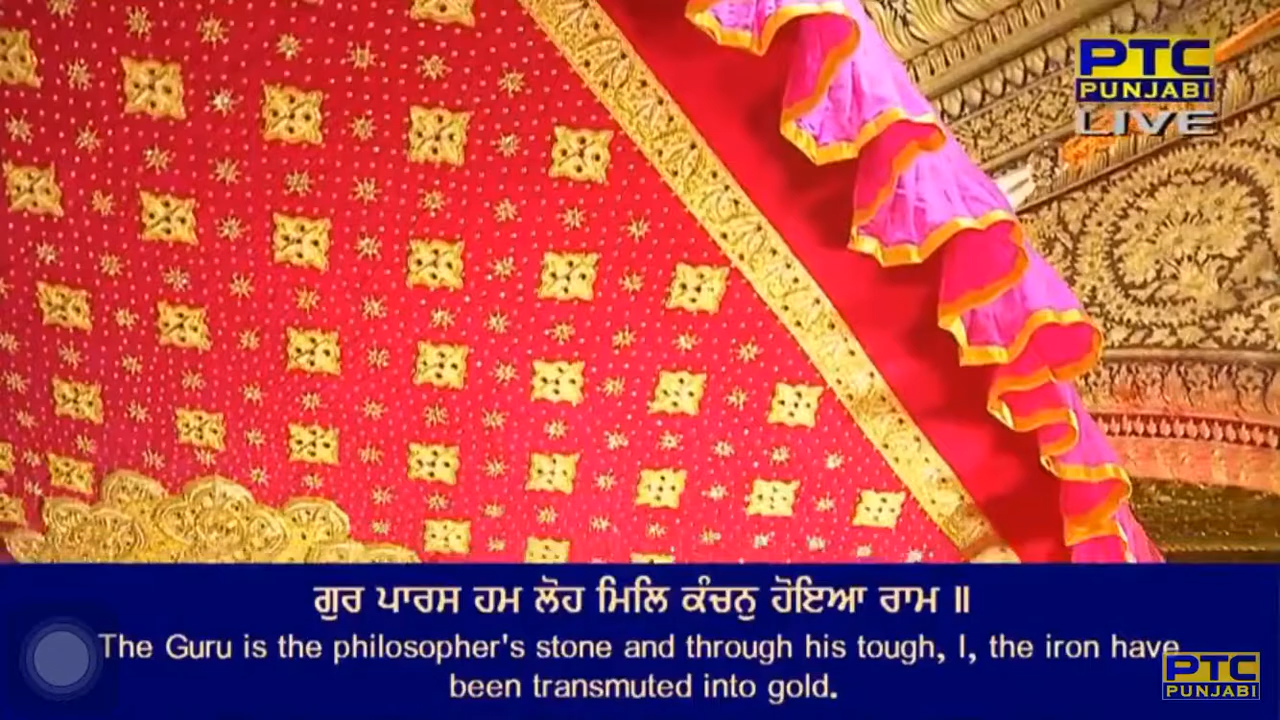 PTC
PUNJABI
LIVE
ਗੁਰ ਪਾਰਸ ਹਮ ਲੋਹ ਮਿਲਿ ਕੰਚਨੁ ਹੋਇਆ ਰਾਮ ॥
The Guru is the philosopher's stone and through his tough, I, the iron have
been transmuted into gold.
PTC
PUNJABI